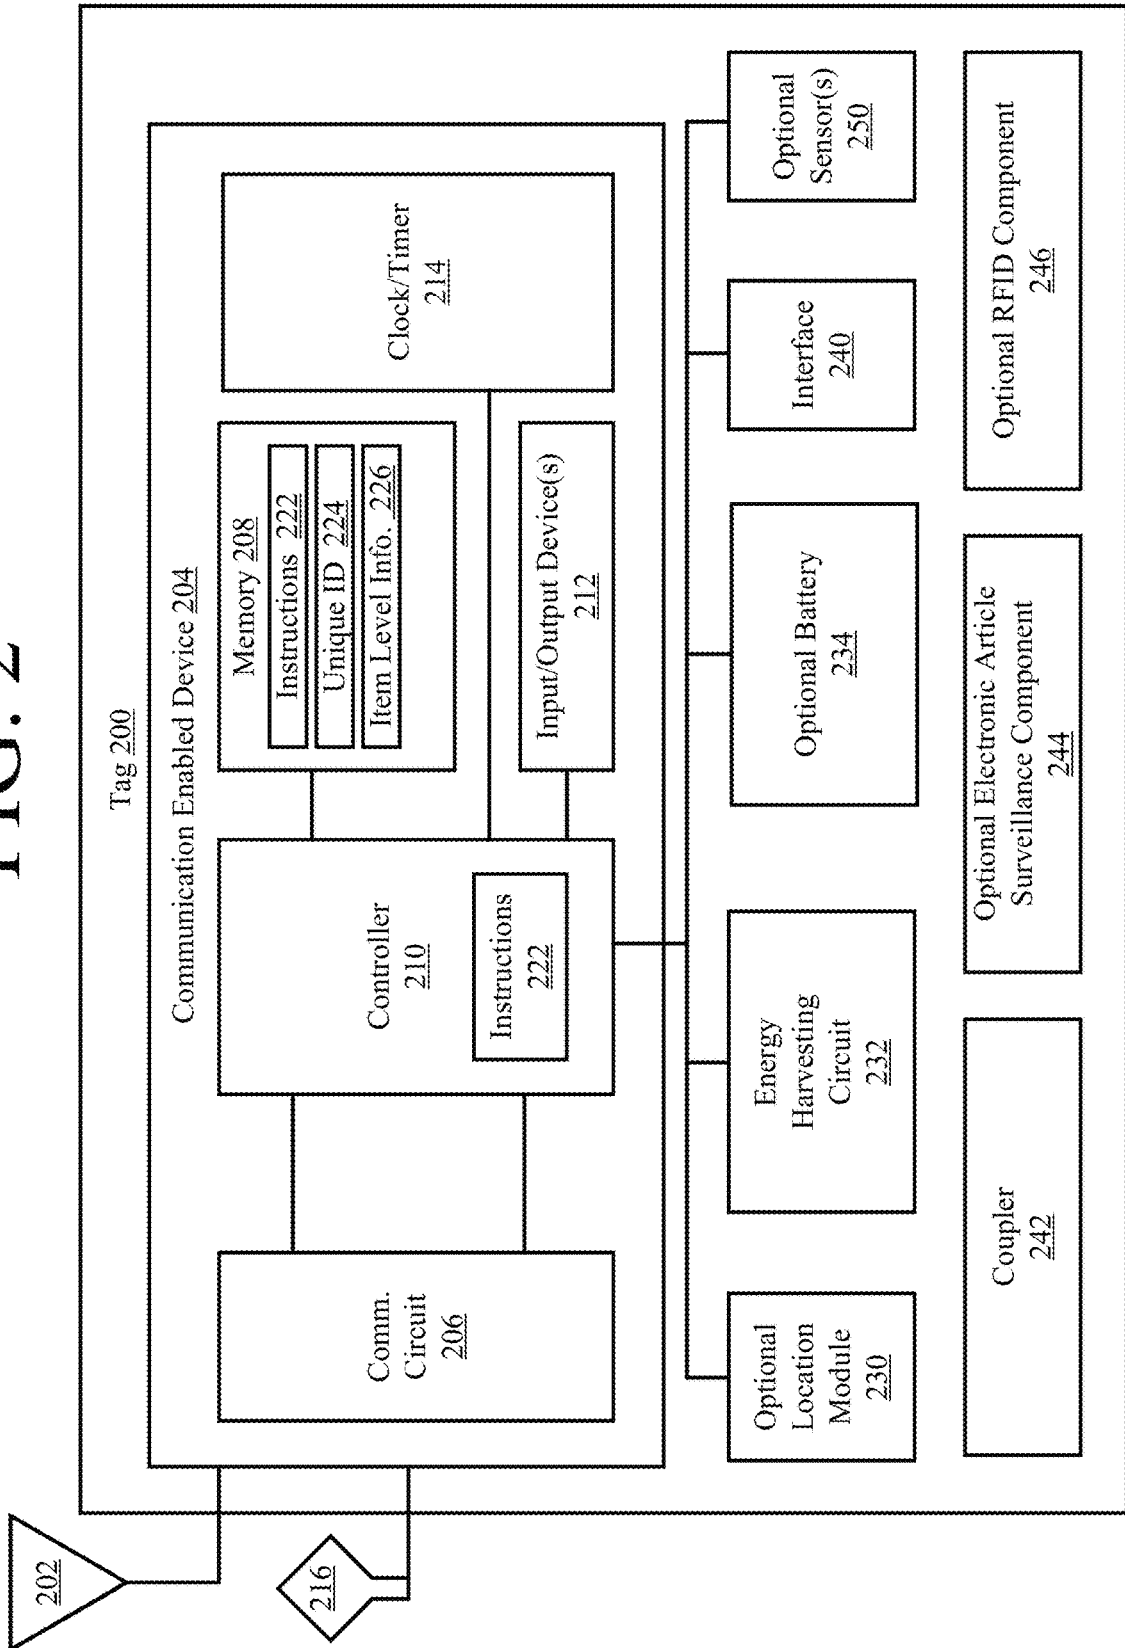 FIG. 2
Tag 200
Communication Enabled Device 204
202
216
Comm.
Circuit
206
Controller
210
Instructions
222
Memory 208
Instructions 222
Unique ID 224
Item Level Info. 226
Input/Output Device(s)
212
Clock/Timer
214
Optional
Location
Module
230
Energy
Harvesting
Circuit
232
Optional Battery
234
Interface
240
Optional
Sensor(s)
250
Coupler
242
Optional Electronic Article
Surveillance Component
244
Optional RFID Component
246